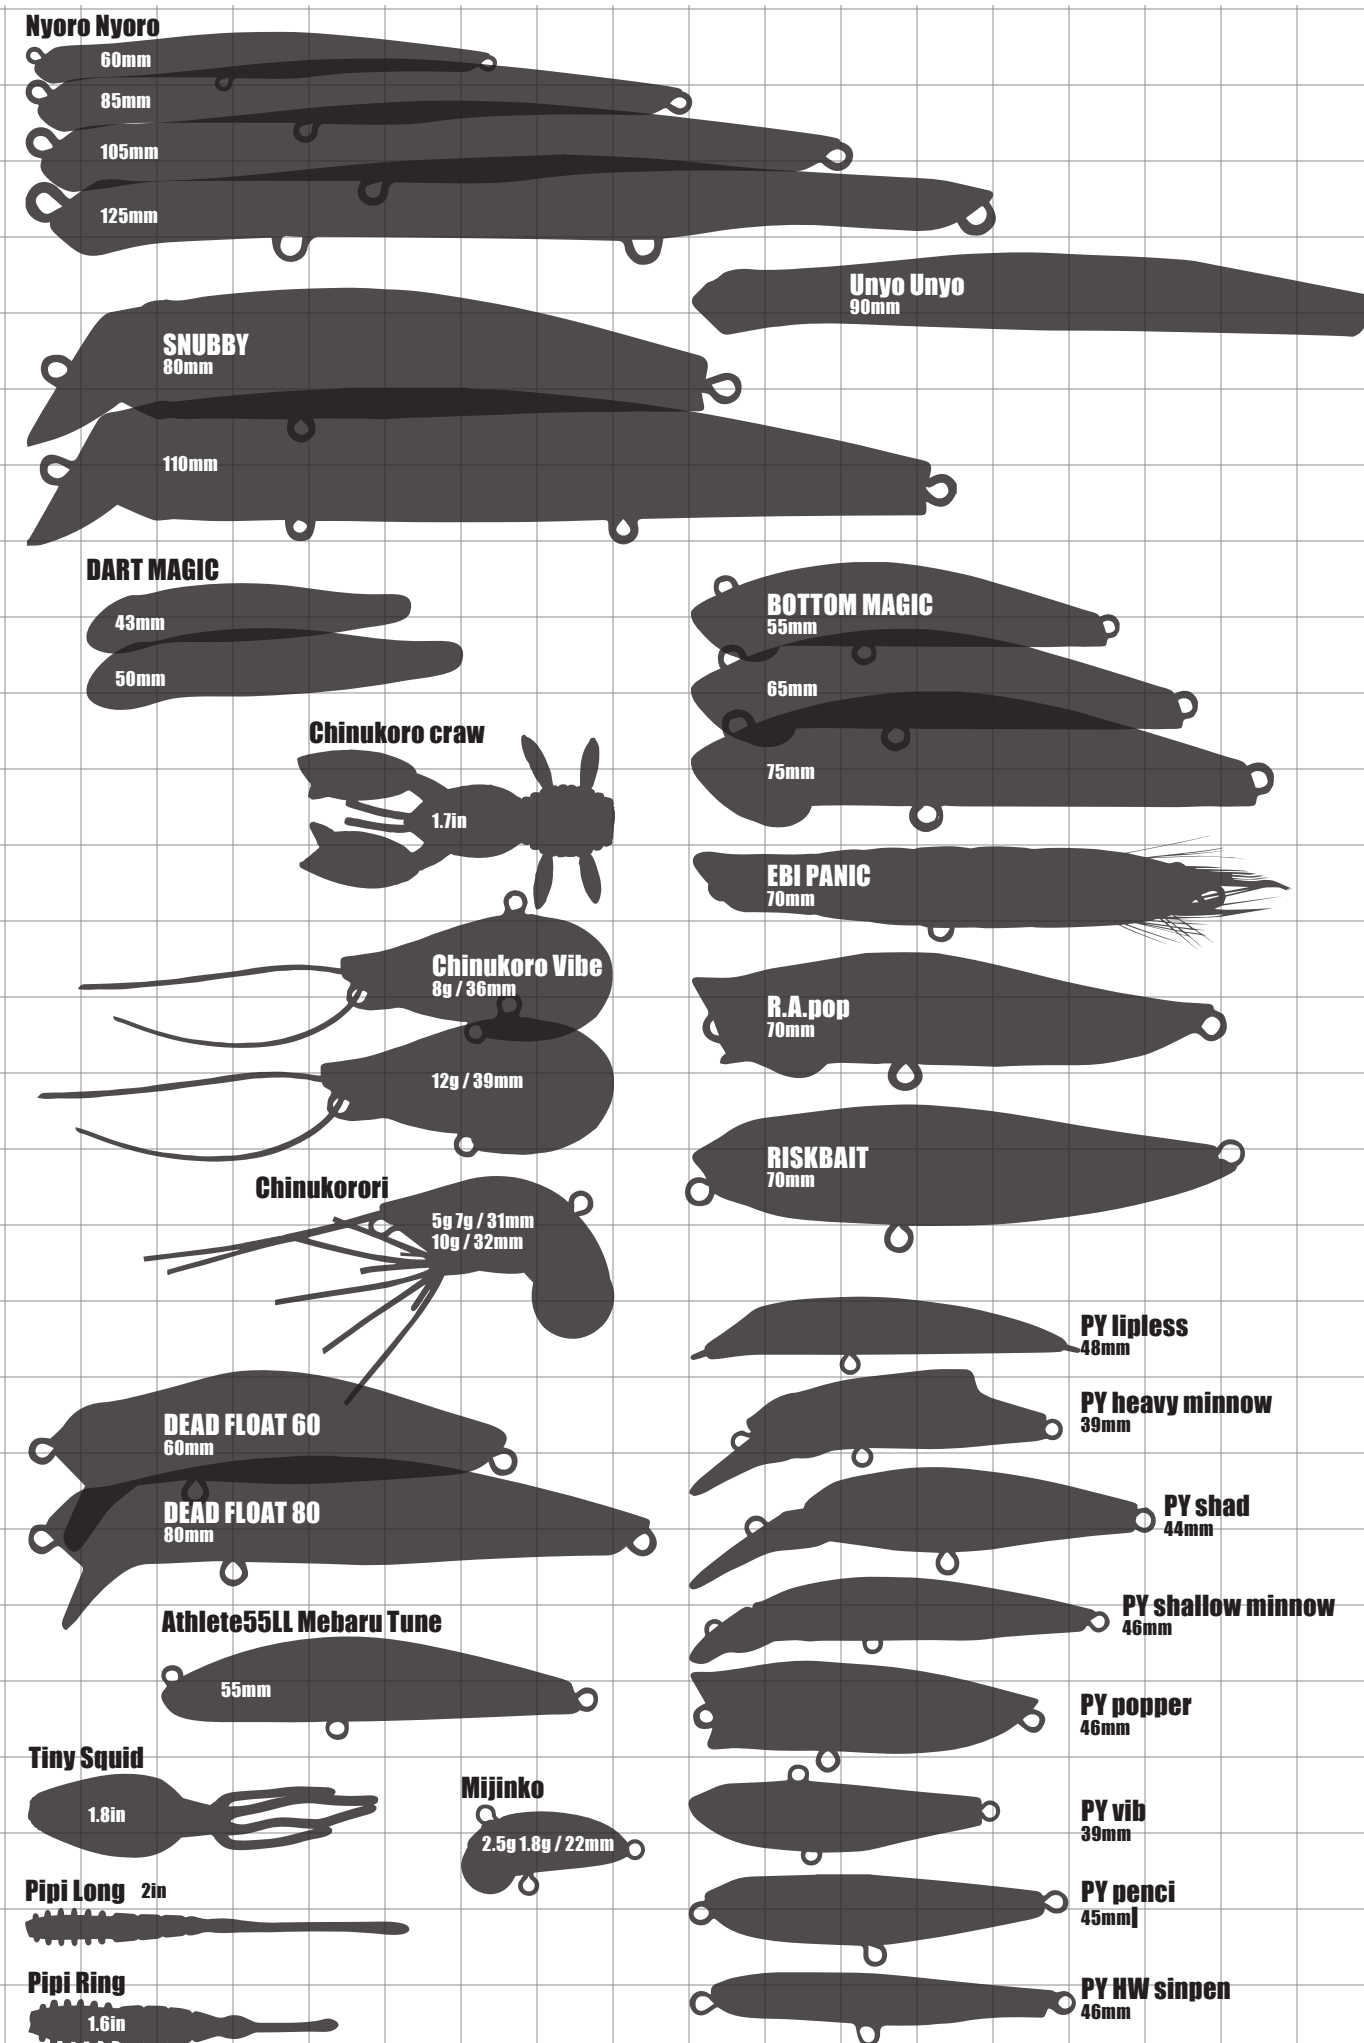 Nyoro Nyoro
60mm
85mm
105mm
125mm
Unyo Unyo
90mm
SNUBBY
80mm
110mm
DART MAGIC
43mm
50mm
BOTTOM MAGIC
55mm
65mm
75mm
Chinukoro craw
1.7in
EBI PANIC
70mm
Chinukoro Vibe
8g / 36mm
12g / 39mm
R.A.pop
70mm
RISKBAIT
70mm
Chinukorori
5g 7g / 31mm
10g / 32mm
PY lipless
48mm
PY heavy minnow
39mm
DEAD FLOAT 60
60mm
DEAD FLOAT 80
80mm
PY shad
44mm
PY shallow minnow
46mm
Athlete55LL Mebaru Tune
55mm
PY popper
46mm
Tiny Squid
1.8in
Mijinko
2.5g 1.8g / 22mm
PY vib
39mm
Pipi Long 2in
PY penci
45mml
Pipi Ring
1.6in
PY HW sinpen
46mm